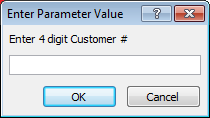 Enter Parameter Value
Enter 4 digit Customer #
OK
Cancel